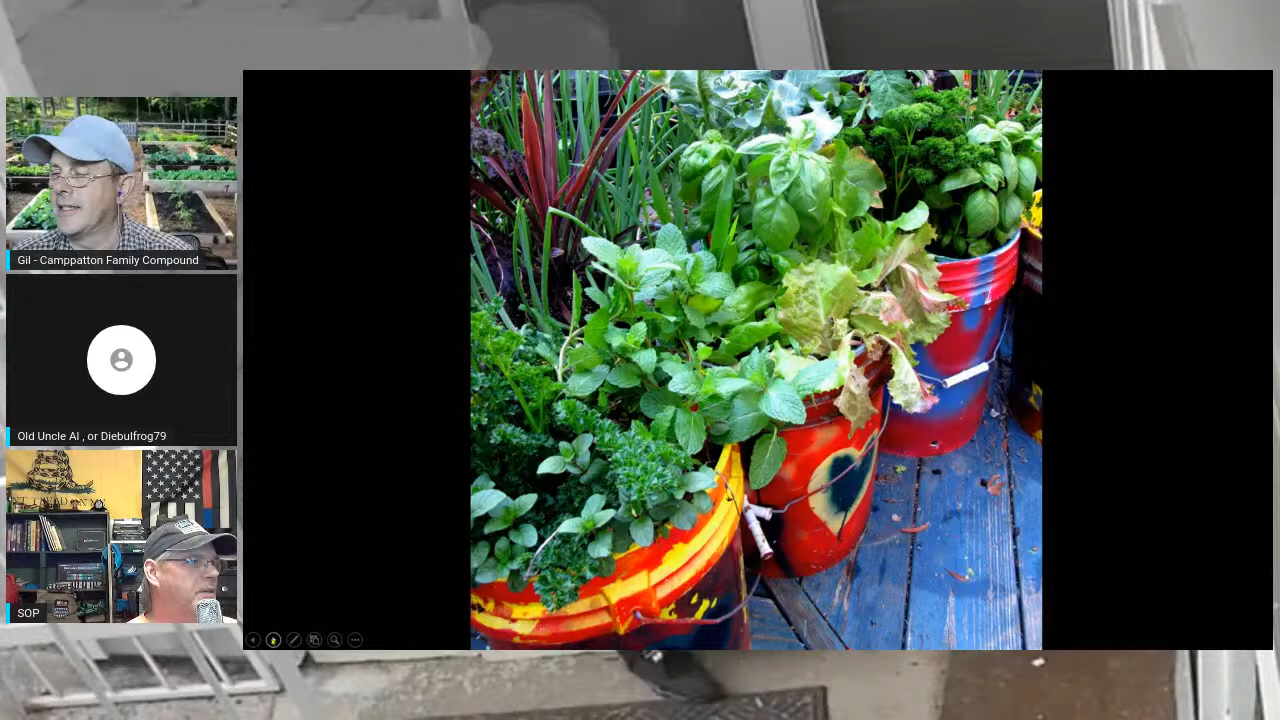 Gil - Camppatton Family Compound
Old Uncle Al , or Diebulfrog79
SOP